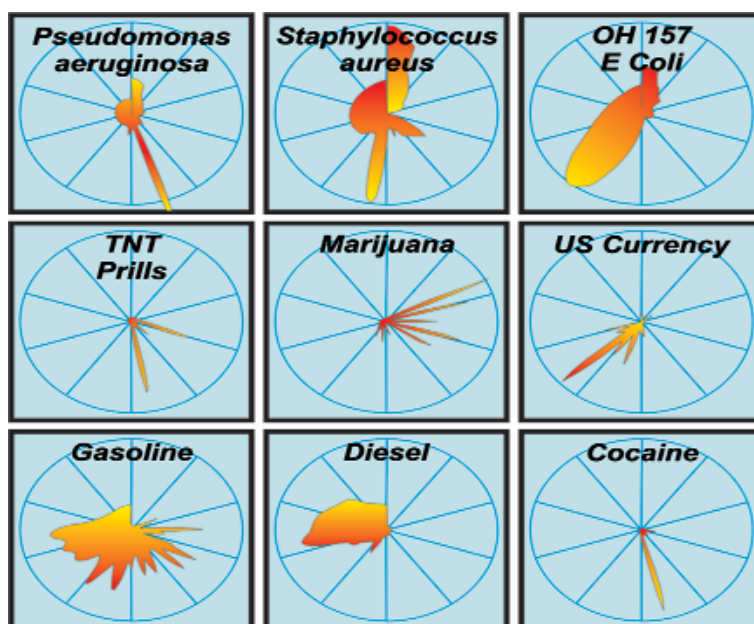 Pseudomonas
aeruginosa
Staphylococcus
aureus
OH 157
E Coli
TNT
Prills
Marijuana
US Currency
Gasoline
Diesel
Cocaine